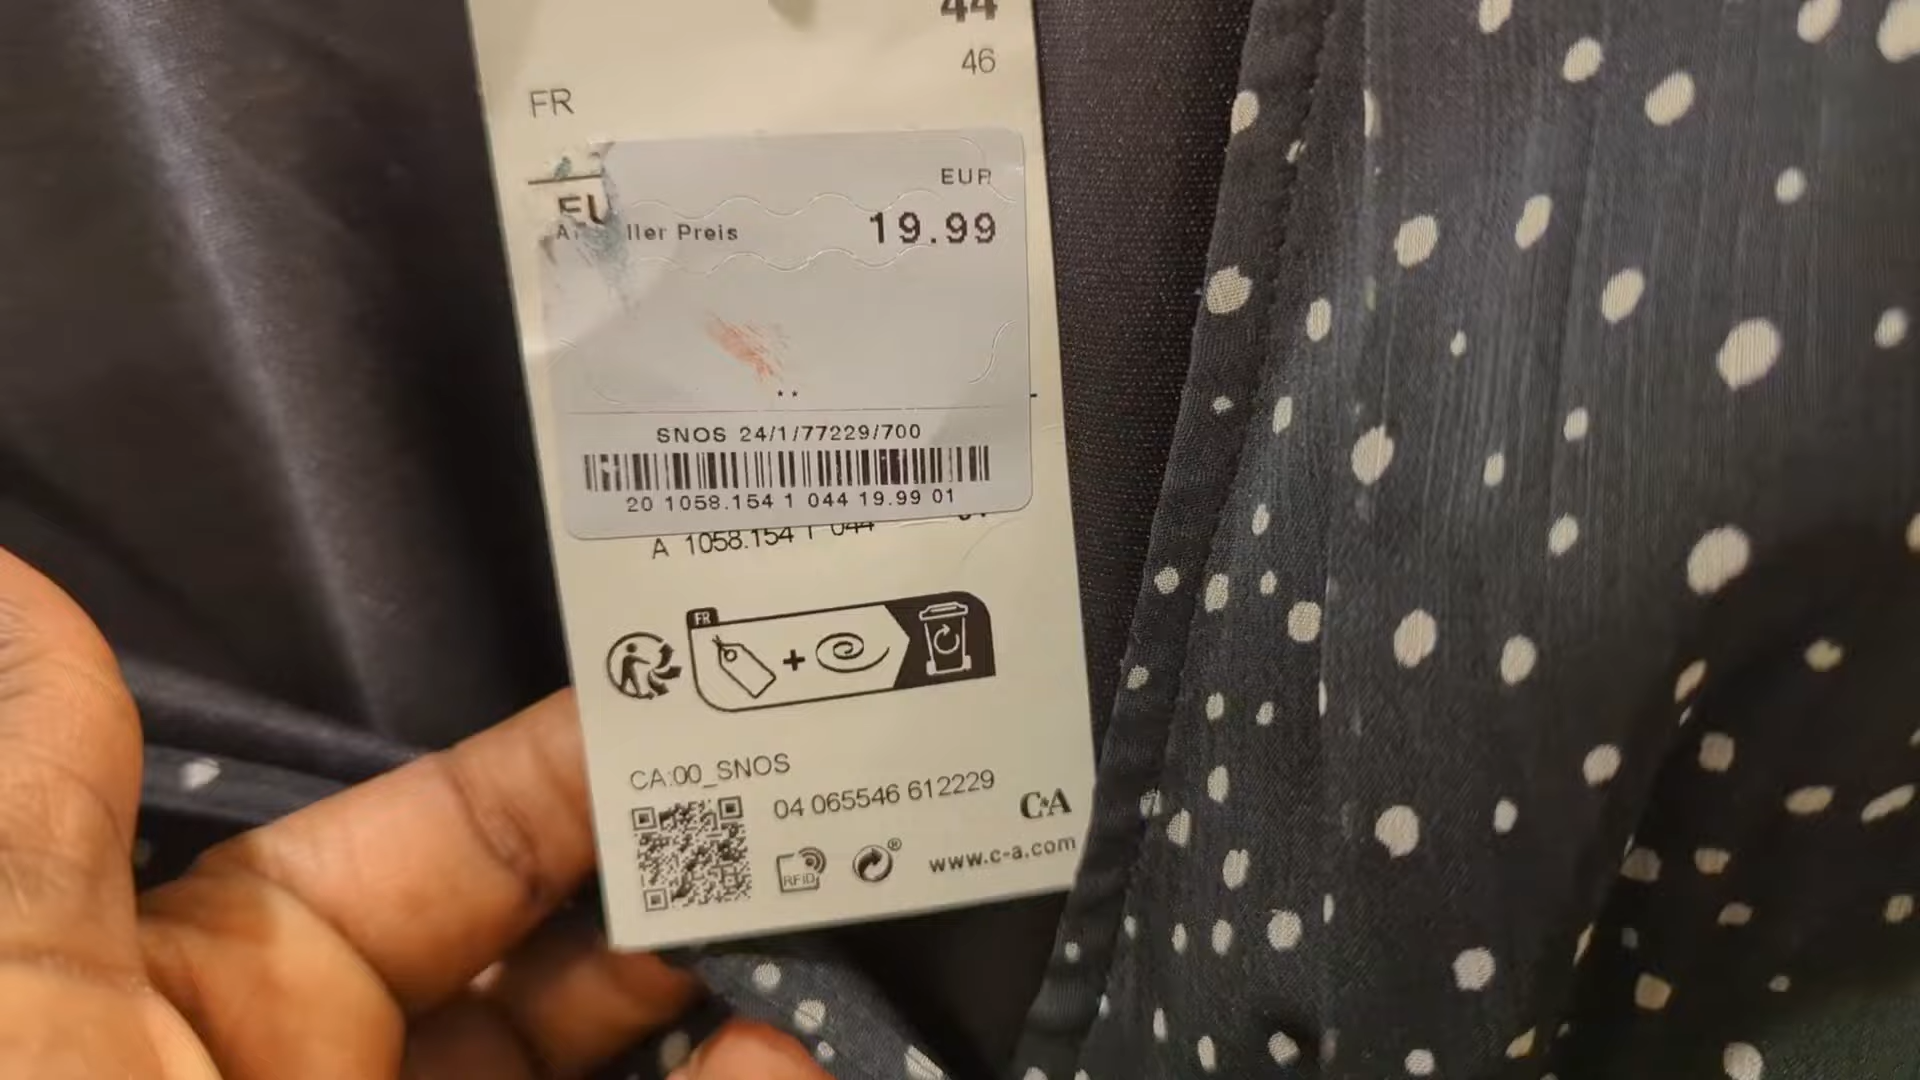 44
46
FR
EUR
EU
ller Preis 19.99
**
SNOS 24/1/77229/700
20 1058.154 1 044 19.99 01
A 1058.154 1 044
FR
CA:00_SNOS
04 065546 612229
C&A
RFID
www.c-a.com